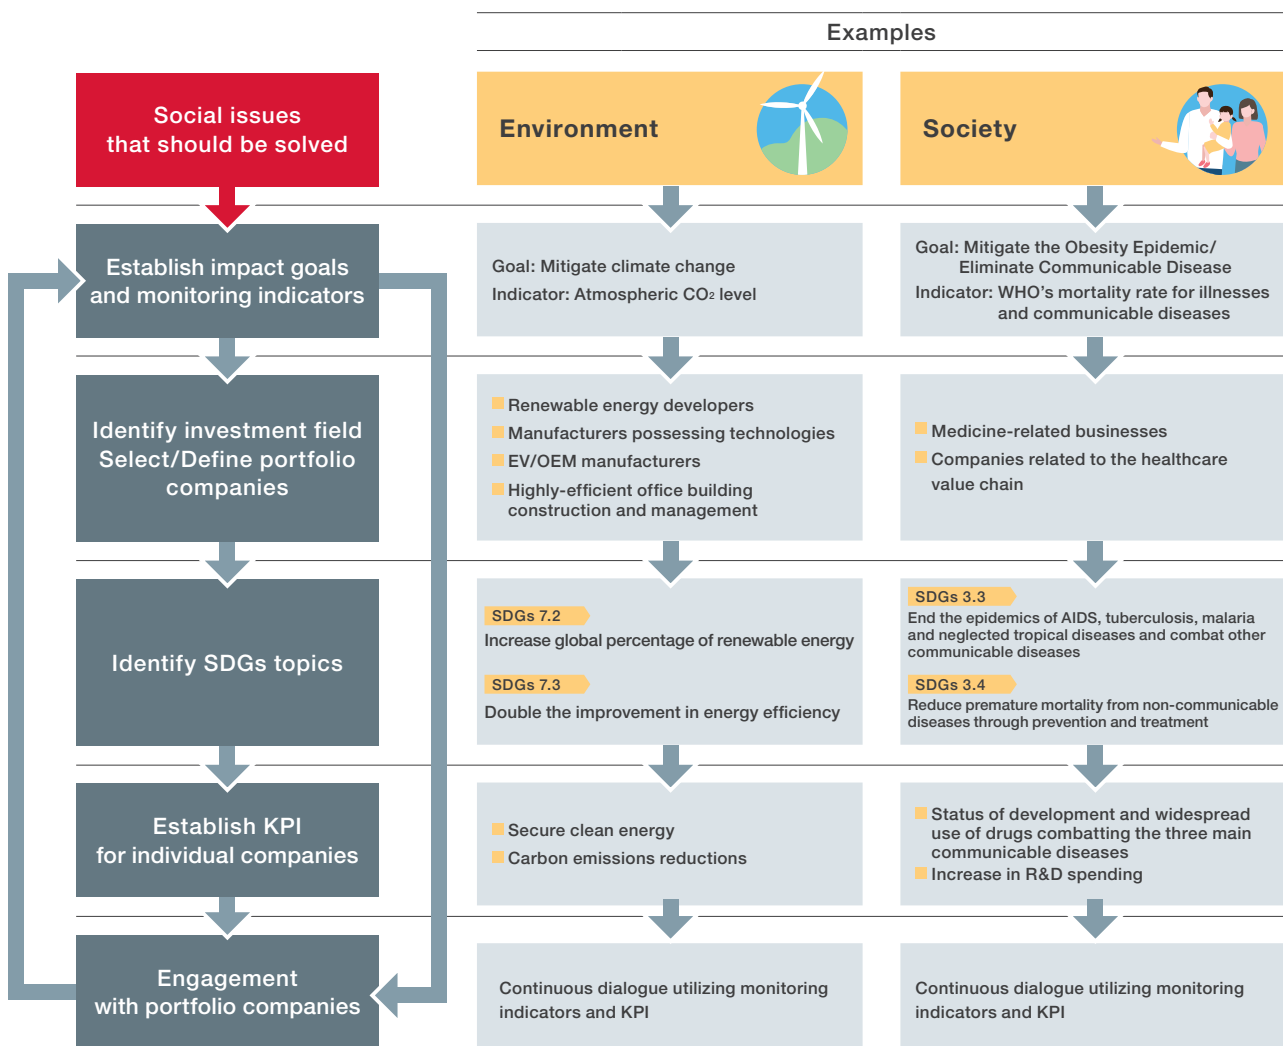 Examples
Social issues
that should be solved
Environment
Society
Establish impact goals
and monitoring indicators
Goal: Mitigate climate change
Indicator: Atmospheric CO2 level
Goal: Mitigate the Obesity Epidemic/
Eliminate Communicable Disease
Indicator: WHO's mortality rate for illnesses
and communicable diseases
Identify investment field
Select/Define portfolio
companies
Renewable energy developers
Manufacturers possessing technologies
EV/OEM manufacturers
Highly-efficient office building
construction and management
Medicine-related businesses
Companies related to the healthcare
value chain
Identify SDGs topics
SDGs 7.2
Increase global percentage of renewable energy
SDGs 7.3
Double the improvement in energy efficiency
SDGs 3.3
End the epidemics of AIDS, tuberculosis, malaria
and neglected tropical diseases and combat other
communicable diseases
SDGs 3.4
Reduce premature mortality from non-communicable
diseases through prevention and treatment
Establish KPI
for individual companies
Secure clean energy
Carbon emissions reductions
Status of development and widespread
use of drugs combatting the three main
communicable diseases
Increase in R&D spending
Engagement
with portfolio companies
Continuous dialogue utilizing monitoring
indicators and KPI
Continuous dialogue utilizing monitoring
indicators and KPI